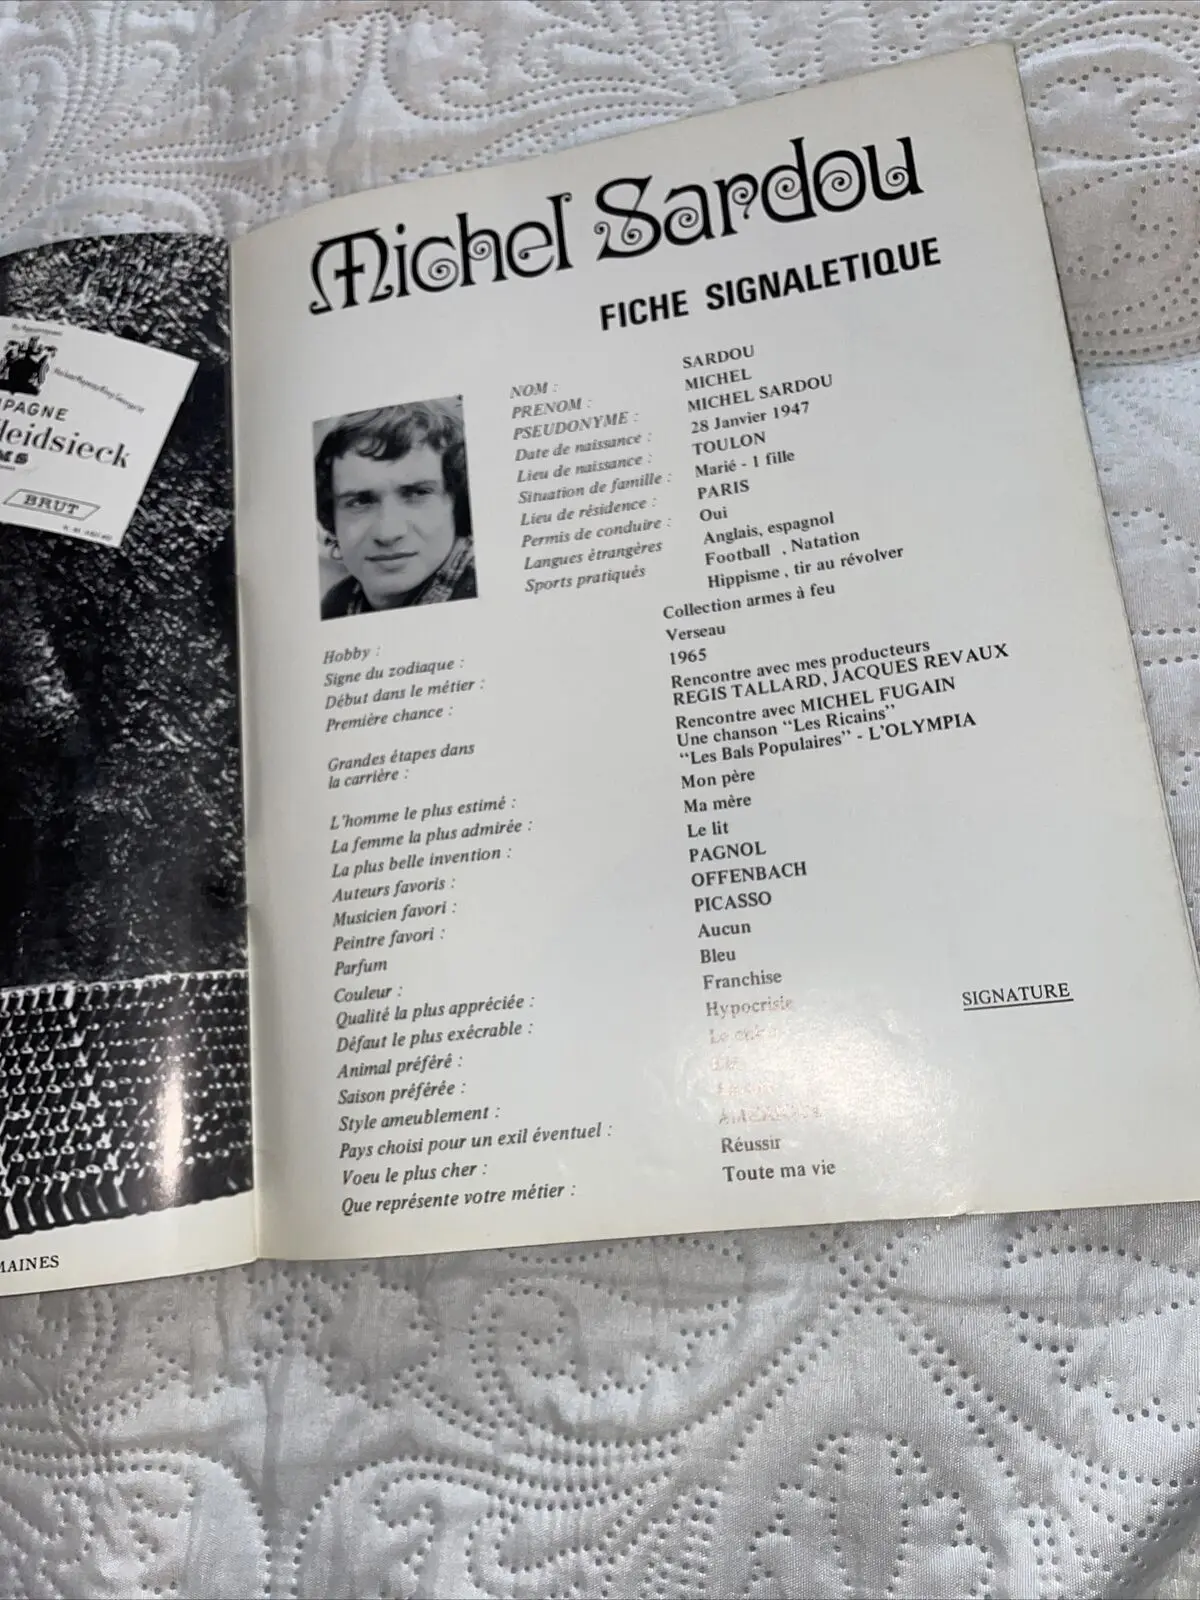 PAGNE
Heidsieck
BRUT
MAINES
Michel Sardou
FICHE SIGNALETIQUE
NOM : SARDOU
PRENOM : MICHEL
PSEUDONYME : MICHEL SARDOU
Date de naissance : 28 Janvier 1947
Lieu de naissance : TOULON
Situation de famille : Marié - 1 fille
Lieu de résidence : PARIS
Permis de conduire : Oui
Langues étrangères Anglais, espagnol
Sports pratiqués Football , Natation
Hippisme , tir au révolver
Hobby : Collection armes à feu
Signe du zodiaque : Verseau
Début dans le métier : 1965
Première chance : Rencontre avec mes producteurs
REGIS TALLARD, JACQUES REVAUX
Grandes étapes dans
la carrière :
Rencontre avec MICHEL FUGAIN
Une chanson "Les Ricains"
"Les Bals Populaires" - L'OLYMPIA
L'homme le plus estimé : Mon père
La femme la plus admirée : Ma mère
La plus belle invention : Le lit
Auteurs favoris : PAGNOL
Musicien favori : OFFENBACH
Peintre favori : PICASSO
Parfum Aucun
Couleur : Bleu
Qualité la plus appréciée : Franchise
Défaut le plus exécrable : Hypocrisie
Animal préféré :
Saison préférée :
Style ameublement :
Pays choisi pour un exil éventuel :
Voeu le plus cher : Réussir
Que représente votre métier : Toute ma vie
SIGNATURE